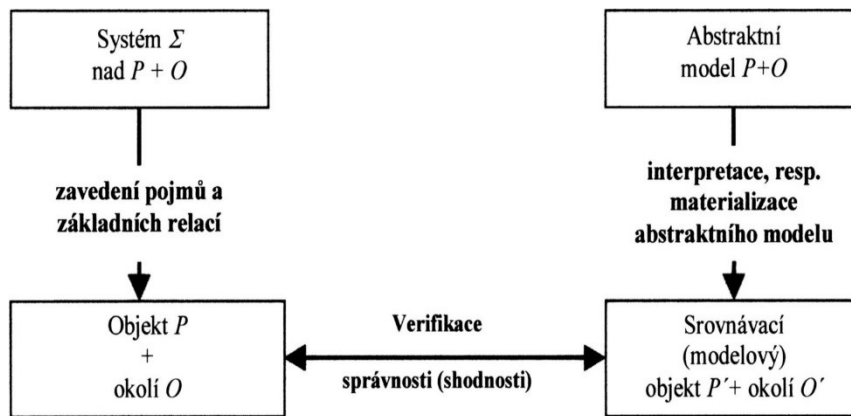 Systém Σ
nad P + O
Abstraktní
model P+O
zavedení pojmů a
základních relací
interpretace, resp.
materializace
abstraktního modelu
Objekt P
+
okolí O
Verifikace
správnosti (shodnosti)
Srovnávací
(modelový)
objekt P´+ okolí O´